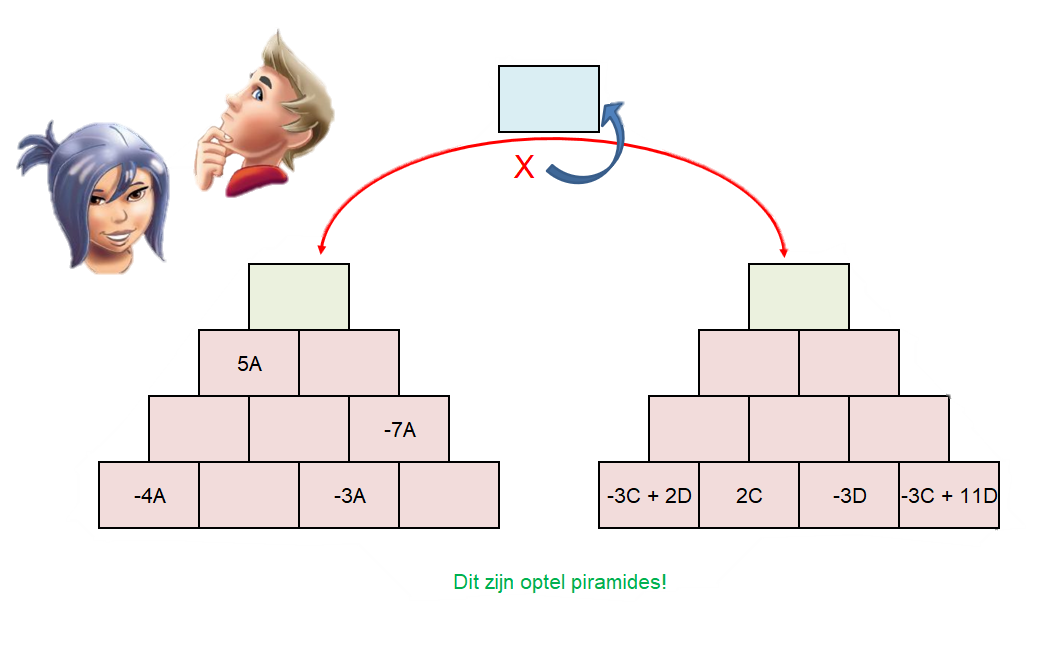 X
5A
-7A
-4A -3A -3C + 2D 2C -3D -3C + 11D
Dit zijn optel piramides!